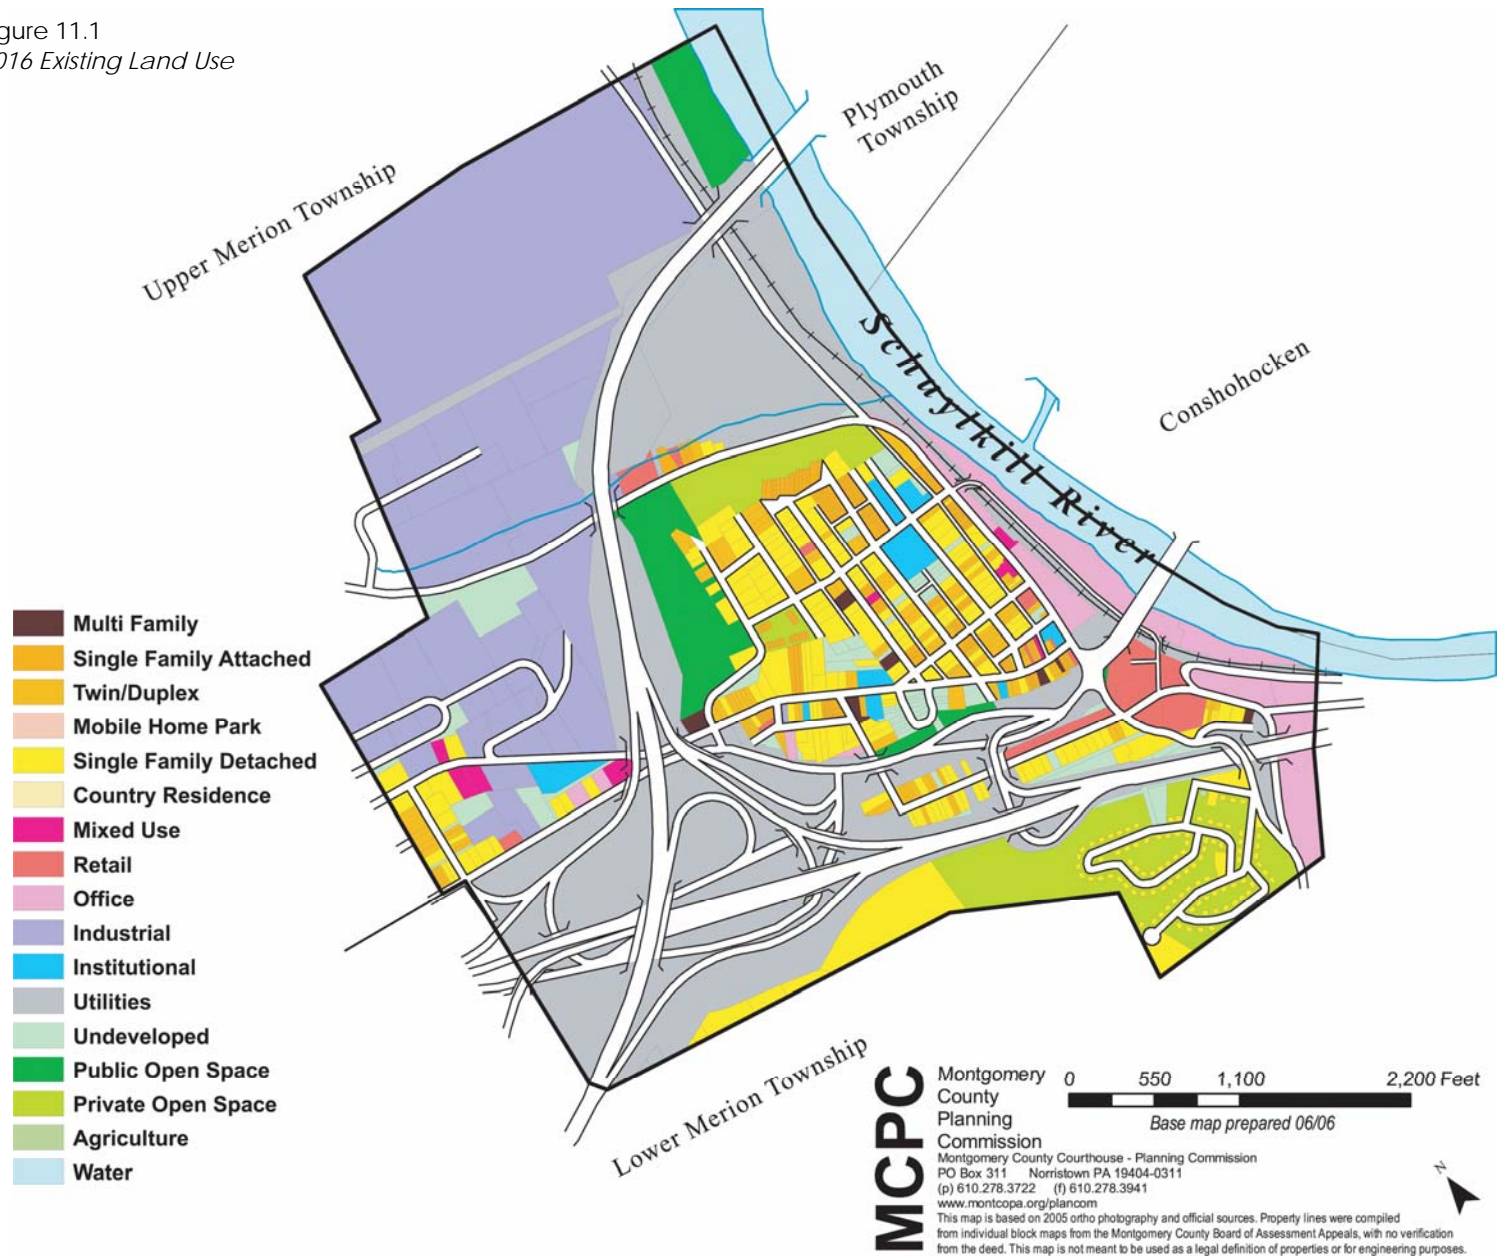 gure 11.1
016 Existing Land Use
Plymouth
Township
Upper Merion Township
Schuylkill River
Conshohocken
Multi Family
Single Family Attached
Twin/Duplex
Mobile Home Park
Single Family Detached
Country Residence
Mixed Use
Retail
Office
Industrial
Institutional
Utilities
Undeveloped
Public Open Space
Private Open Space
Agriculture
Water
Lower Merion Township
MCPC
Montgomery
County
Planning
Commission
0 550 1,100 2,200 Feet
Base map prepared 06/06
Montgomery County Courthouse - Planning Commission
PO Box 311 Norristown PA 19404-0311
(p) 610.278.3722 (f) 610.278.3941
www.montcopa.org/plancom
This map is based on 2005 ortho photography and official sources. Property lines were compiled
from individual block maps from the Montgomery County Board of Assessment Appeals, with no verification
from the deed. This map is not meant to be used as a legal definition of properties or for engineering purposes.
N